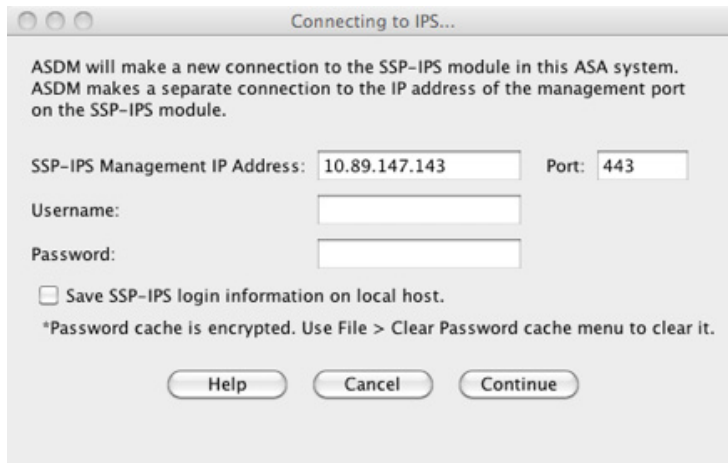 Connecting to IPS...
ASDM will make a new connection to the SSP-IPS module in this ASA system.
ASDM makes a separate connection to the IP address of the management port
on the SSP-IPS module.
SSP-IPS Management IP Address: 10.89.147.143 Port: 443
Username:
Password:
Save SSP-IPS login information on local host.
*Password cache is encrypted. Use File > Clear Password cache menu to clear it.
Help Cancel Continue